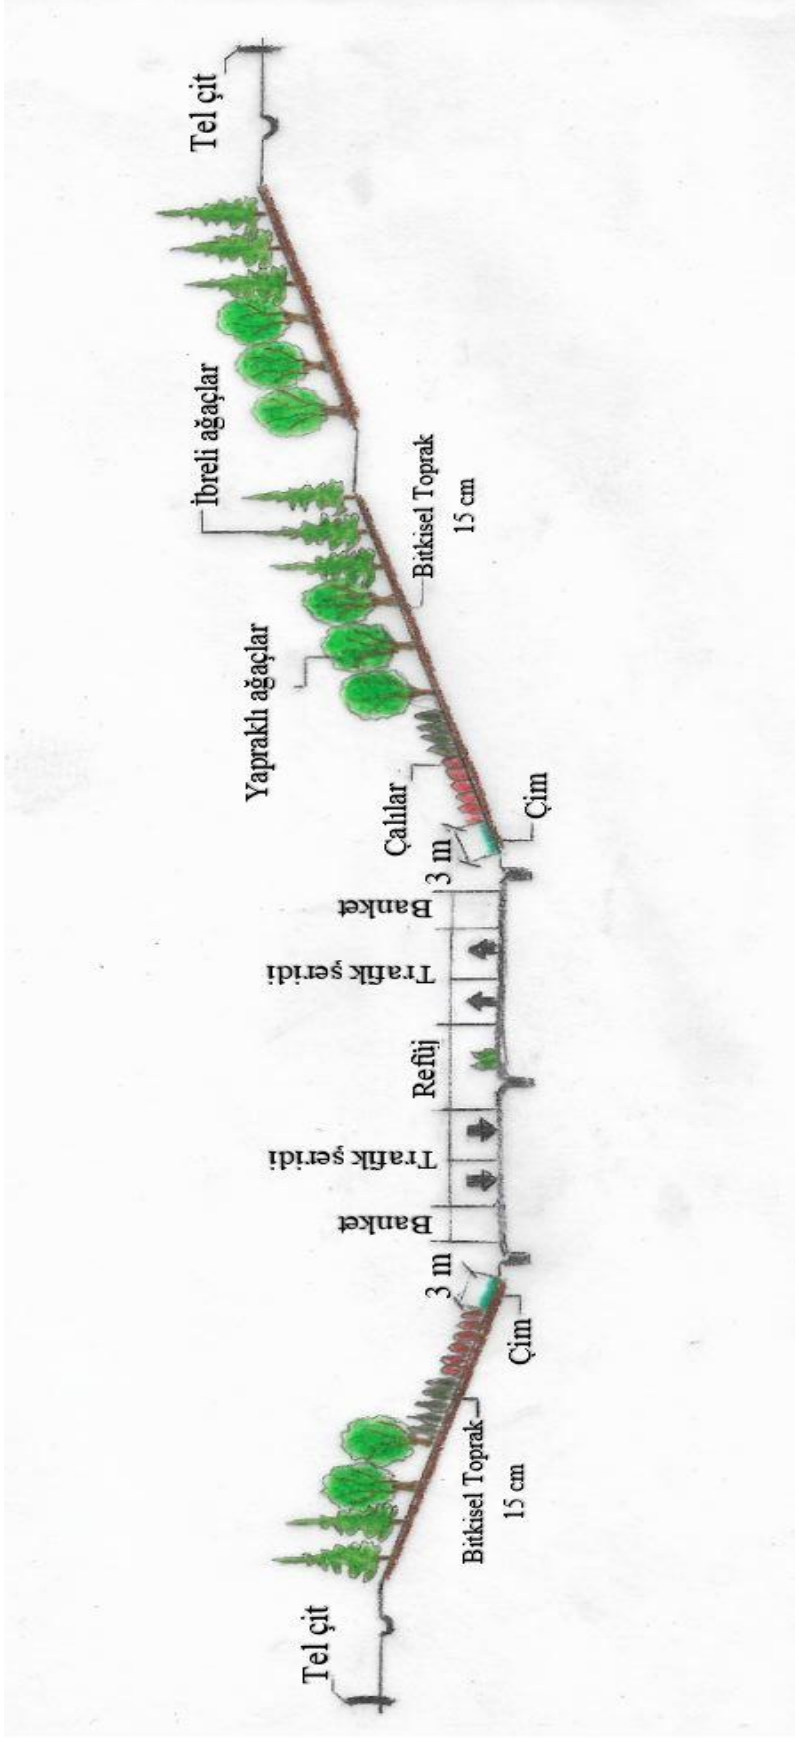 Tel çit
Bitkisel Toprak
15 cm
Çim
3 m
Banket
Trafik şeridi
Refüj
Trafik şeridi
Banket
3 m
Çim
Çalılar
Yapraklı ağaçlar
Bitkisel Toprak
15 cm
İbreli ağaçlar
Tel çit